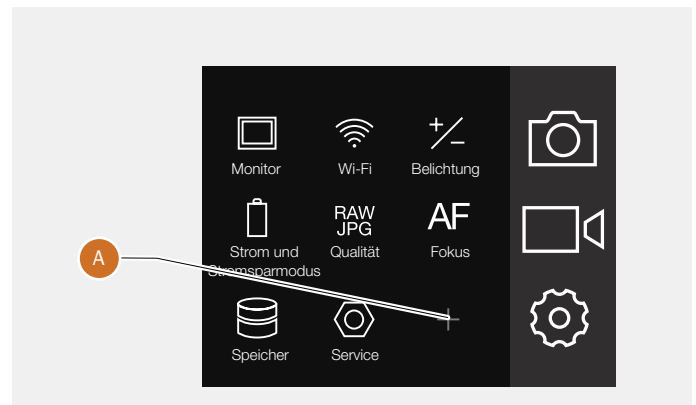 Monitor
Wi-Fi
Belichtung
RAW
JPG
AF
Strom und
Stromsparmodus
Qualität
Fokus
A
Speicher
Service